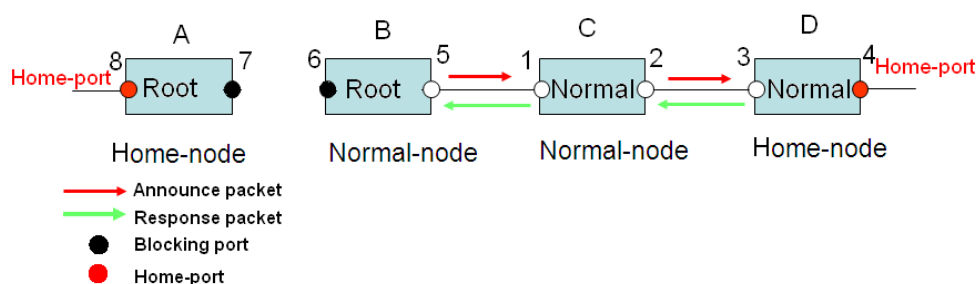 A
B
C
D
8
7
6
5
1
2
3
4
Home-port
Home-port
Root
Root
Normal
Normal
Home-node
Normal-node
Normal-node
Home-node
Announce packet
Response packet
Blocking port
Home-port